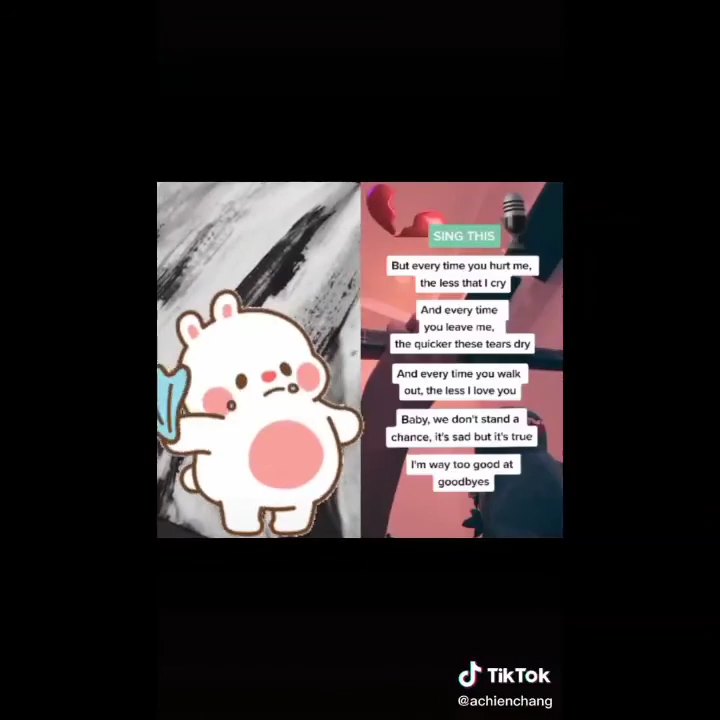 SING THIS
But every time you hurt me,
the less that I cry
And every time
you leave me,
the quicker these tears dry
And every time you walk
out, the less I love you
Baby, we don't stand a
chance, it's sad but it's true
I'm way too good at
goodbyes
TikTok
@achienchang